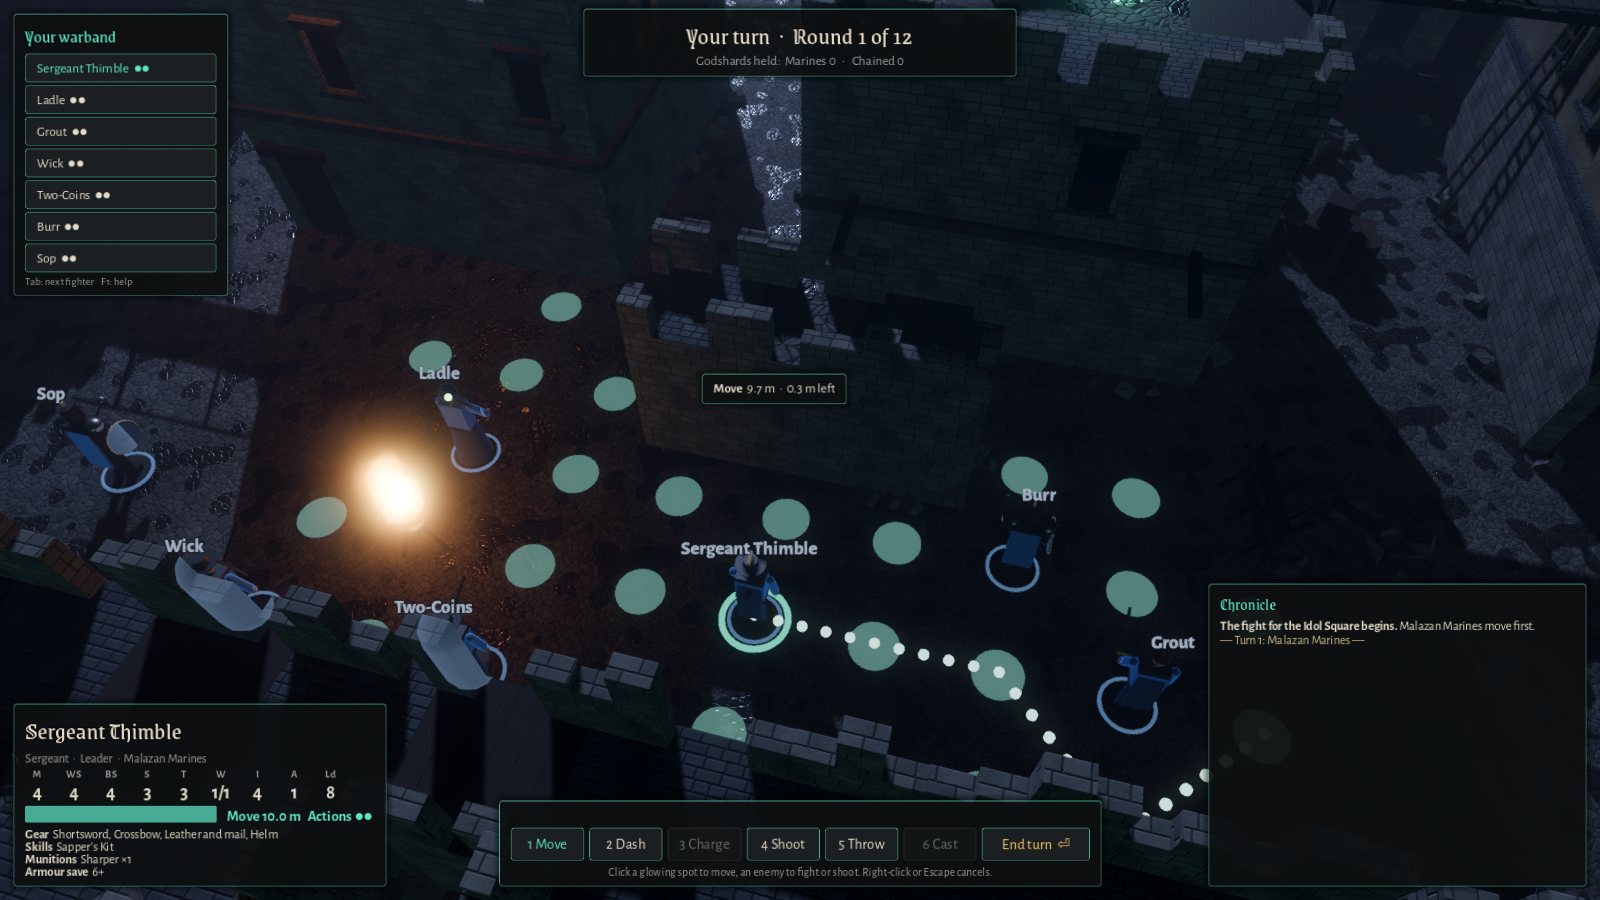 Your warband
Sergeant Thimble
Ladle
Grout
Wick
Two-Coins
Burr
Sop
Tab: next fighter F1: help
Your turn · Round 1 of 12
Godshards held: Marines 0 · Chained 0
Sop
Ladle
Move 9.7 m · 0.3 m left
Burr
Wick
Sergeant Thimble
Two-Coins
Grout
Chronicle
The fight for the Idol Square begins. Malazan Marines move first.
— Turn 1: Malazan Marines —
Sergeant Thimble
Sergeant · Leader · Malazan Marines
M WS BS S T W I A Ld
4 4 4 3 3 1/1 4 1 8
Move 10.0 m Actions
Gear Shortsword, Crossbow, Leather and mail, Helm
Skills Sapper's Kit
Munitions Sharper ×1
Armour save 6+
1 Move 2 Dash 3 Charge 4 Shoot 5 Throw 6 Cast End turn ⏎
Click a glowing spot to move, an enemy to fight or shoot. Right-click or Escape cancels.